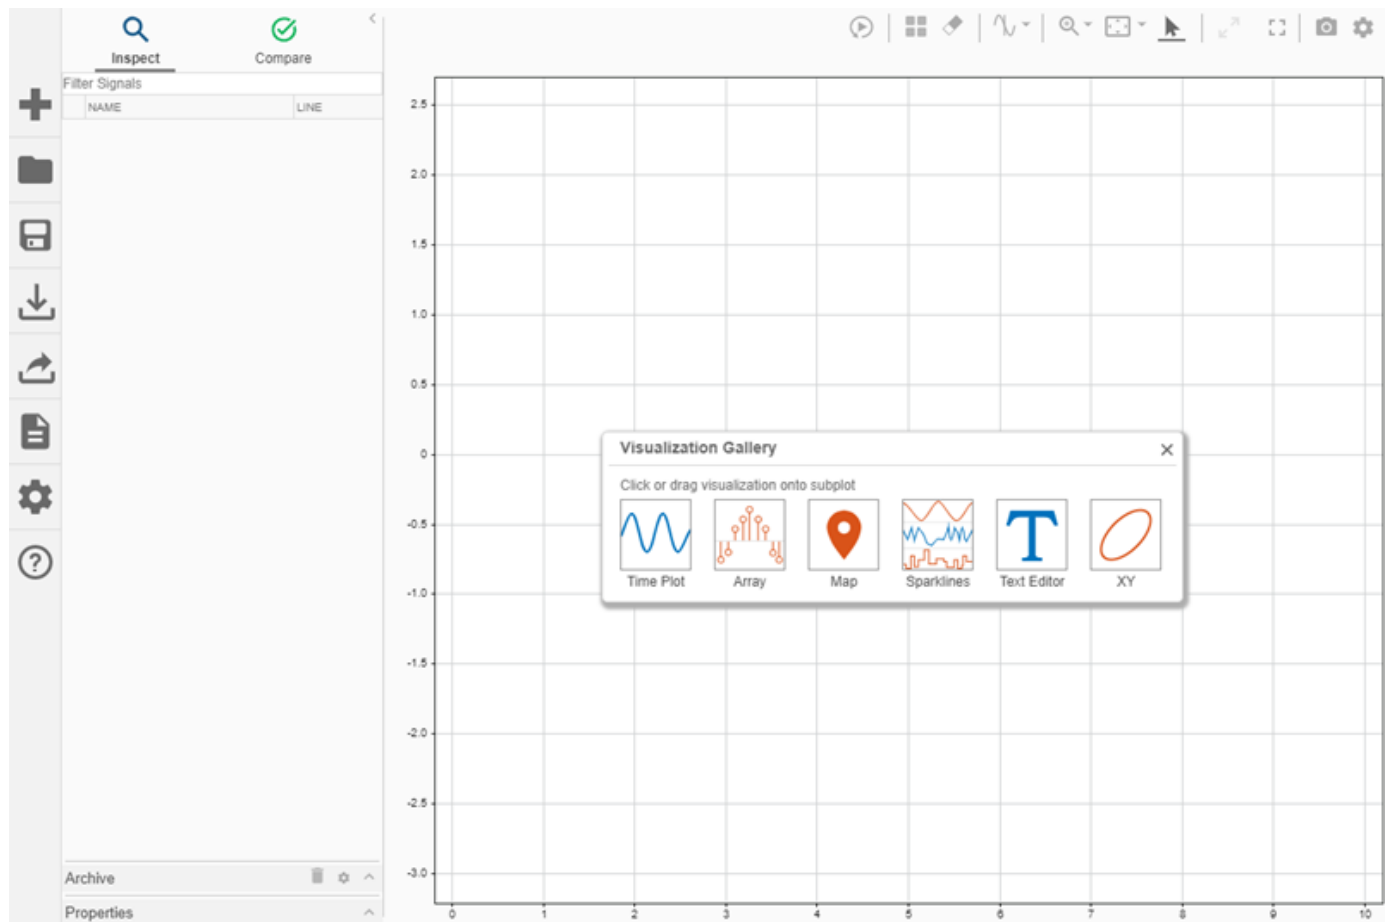 Inspect
Compare
Filter Signals
NAME
LINE
2.5
2.0
1.5
1.0
0.5
0
-0.5
-1.0
-1.5
-2.0
-2.5
-3.0
0 1 2 3 4 5 6 7 8 9 10
Visualization Gallery
Click or drag visualization onto subplot
Time Plot
Array
Map
Sparklines
Text Editor
XY
Archive
Properties